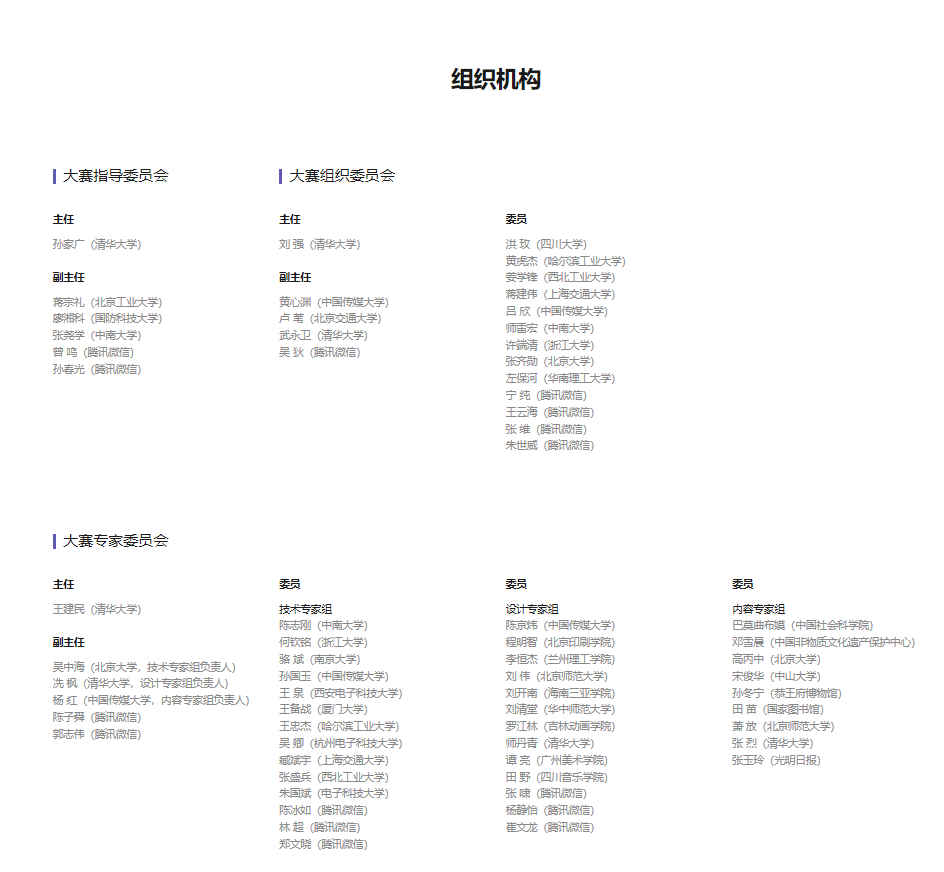 组织机构
大赛指导委员会
主任
孙家广（清华大学）
副主任
蒋宗礼（北京工业大学）
廖湘科（国防科技大学）
张尧学（中南大学）
曾 鸣（腾讯微信）
孙春光（腾讯微信）
大赛组织委员会
主任
刘 强（清华大学）
副主任
黄心渊（中国传媒大学）
卢 苇（北京交通大学）
武永卫（清华大学）
吴 狄（腾讯微信）
委员
洪 玫（四川大学）
黄虎杰（哈尔滨工业大学）
姜学锋（西北工业大学）
蒋建伟（上海交通大学）
吕 欣（中国传媒大学）
师雷宏（中南大学）
许端清（浙江大学）
张齐勋（北京大学）
左保河（华南理工大学）
宁 纯（腾讯微信）
王云海（腾讯微信）
张 维（腾讯微信）
朱世威（腾讯微信）
大赛专家委员会
主任
王建民（清华大学）
副主任
吴中海（北京大学，技术专家组负责人）
冼 枫（清华大学，设计专家组负责人）
杨 红（中国传媒大学，内容专家组负责人）
陈子舜（腾讯微信）
郭志伟（腾讯微信）
委员
技术专家组
陈志刚（中南大学）
何钦铭（浙江大学）
骆 斌（南京大学）
孙国玉（中国传媒大学）
王 泉（西安电子科技大学）
王备战（厦门大学）
王忠杰（哈尔滨工业大学）
吴 卿（杭州电子科技大学）
臧斌宇（上海交通大学）
张盛兵（西北工业大学）
朱国斌（电子科技大学）
陈冰如（腾讯微信）
林 超（腾讯微信）
郑文晓（腾讯微信）
委员
设计专家组
陈京炜（中国传媒大学）
程明智（北京印刷学院）
李恒杰（兰州理工学院）
刘 伟（北京师范大学）
刘开南（海南三亚学院）
刘清堂（华中师范大学）
罗江林（吉林动画学院）
师丹青（清华大学）
谭 亮（广州美术学院）
田 野（四川音乐学院）
张 啸（腾讯微信）
杨静怡（腾讯微信）
崔文龙（腾讯微信）
委员
内容专家组
巴莫曲布嫫（中国社会科学院）
邓雪晨（中国非物质文化遗产保护中心）
高丙中（北京大学）
宋俊华（中山大学）
孙冬宁（恭王府博物馆）
田 苗（国家图书馆）
萧 放（北京师范大学）
张 烈（清华大学）
张玉玲（光明日报）